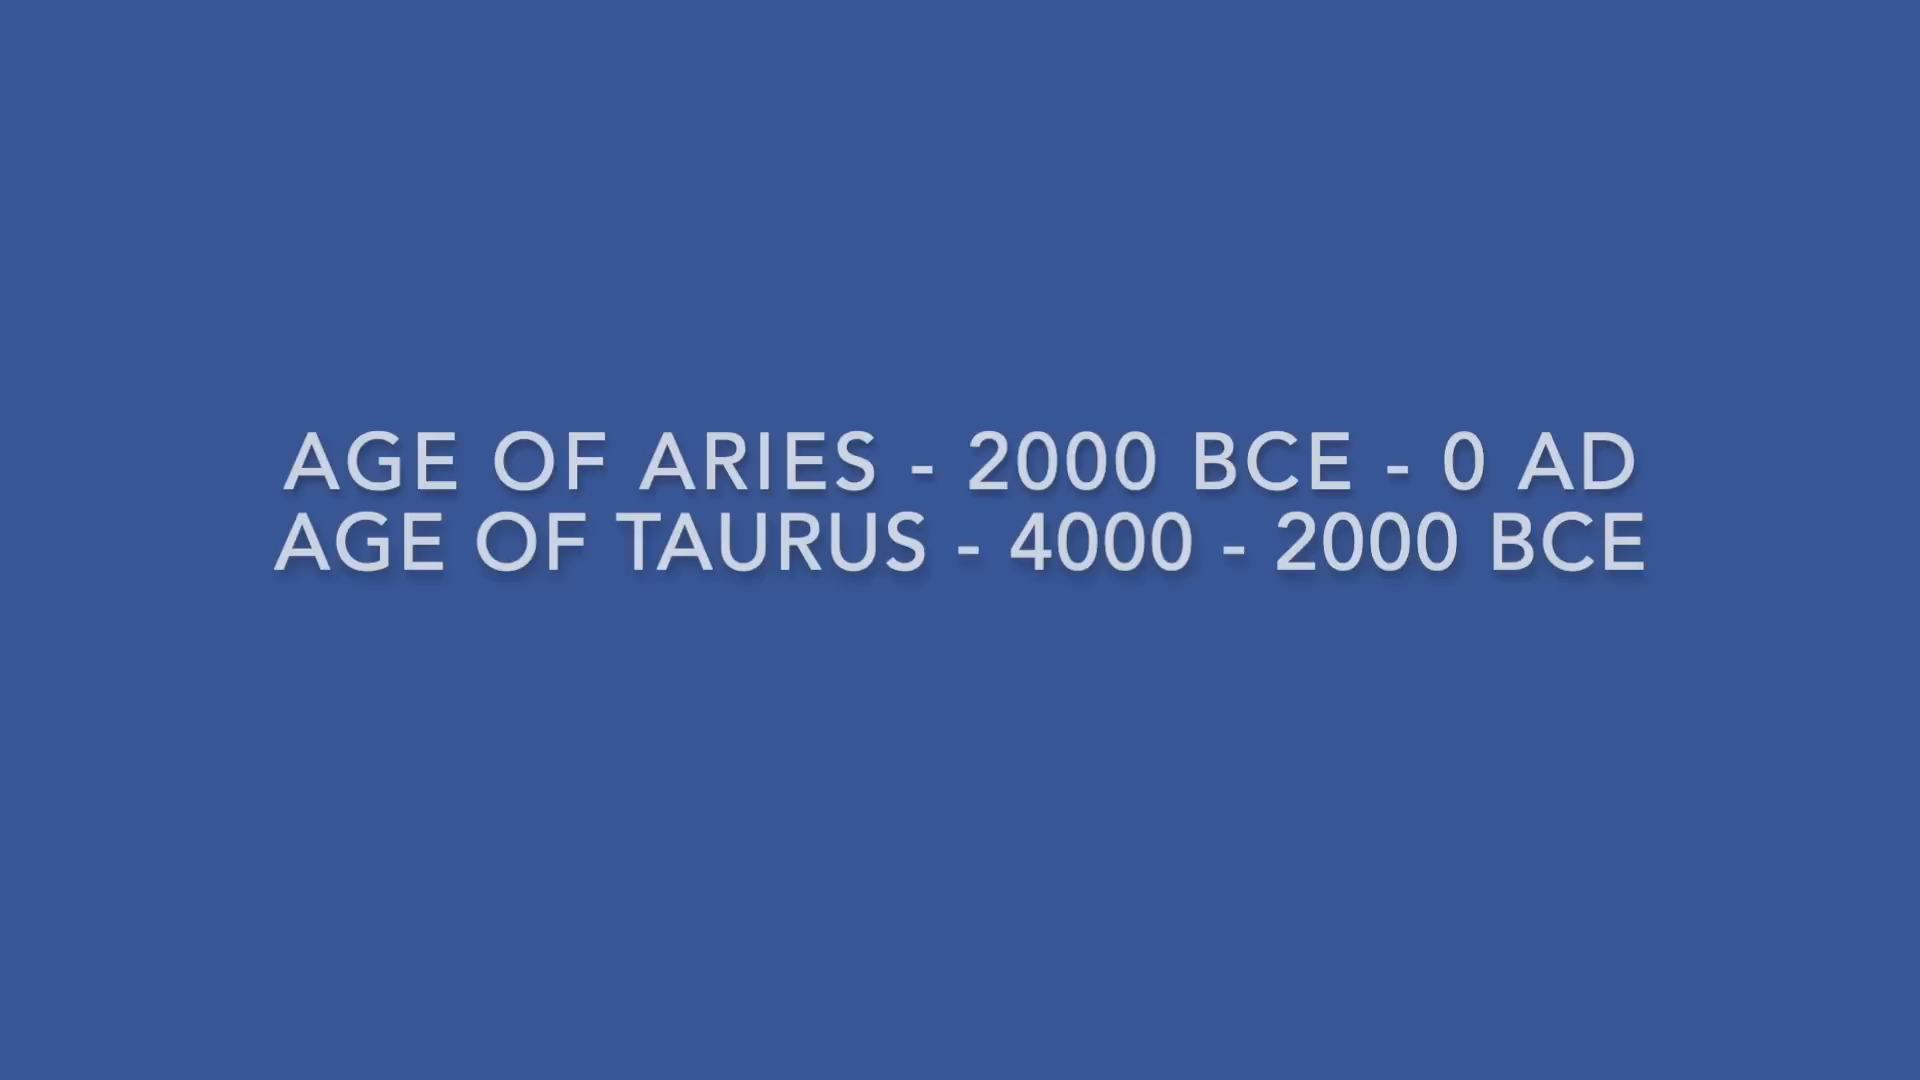 AGE OF ARIES - 2000 BCE - 0 AD
AGE OF TAURUS - 4000 - 2000 BCE